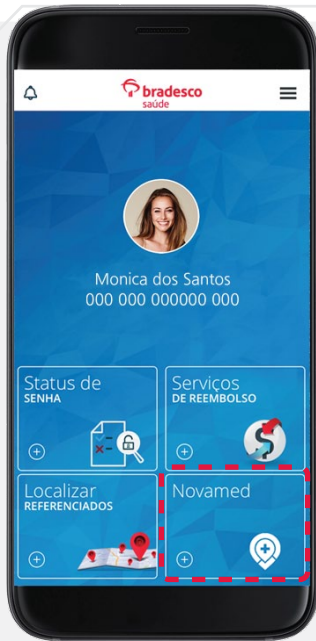 bradesco
saúde
Monica dos Santos
000 000 000000 000
Status de
SENHA
Serviços
DE REEMBOLSO
Localizar
REFERENCIADOS
Novamed